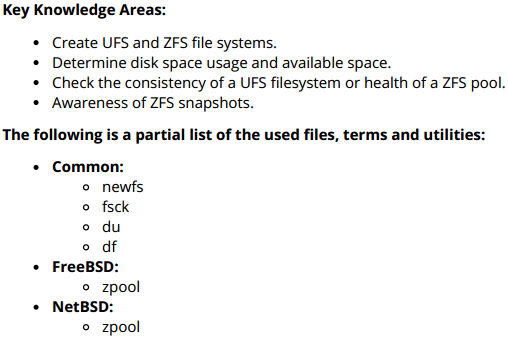 Key Knowledge Areas:
• Create UFS and ZFS file systems.
• Determine disk space usage and available space.
• Check the consistency of a UFS filesystem or health of a ZFS pool.
• Awareness of ZFS snapshots.
The following is a partial list of the used files, terms and utilities:
• Common:
◦ newfs
◦ fsck
◦ du
◦ df
• FreeBSD:
◦ zpool
• NetBSD:
◦ zpool